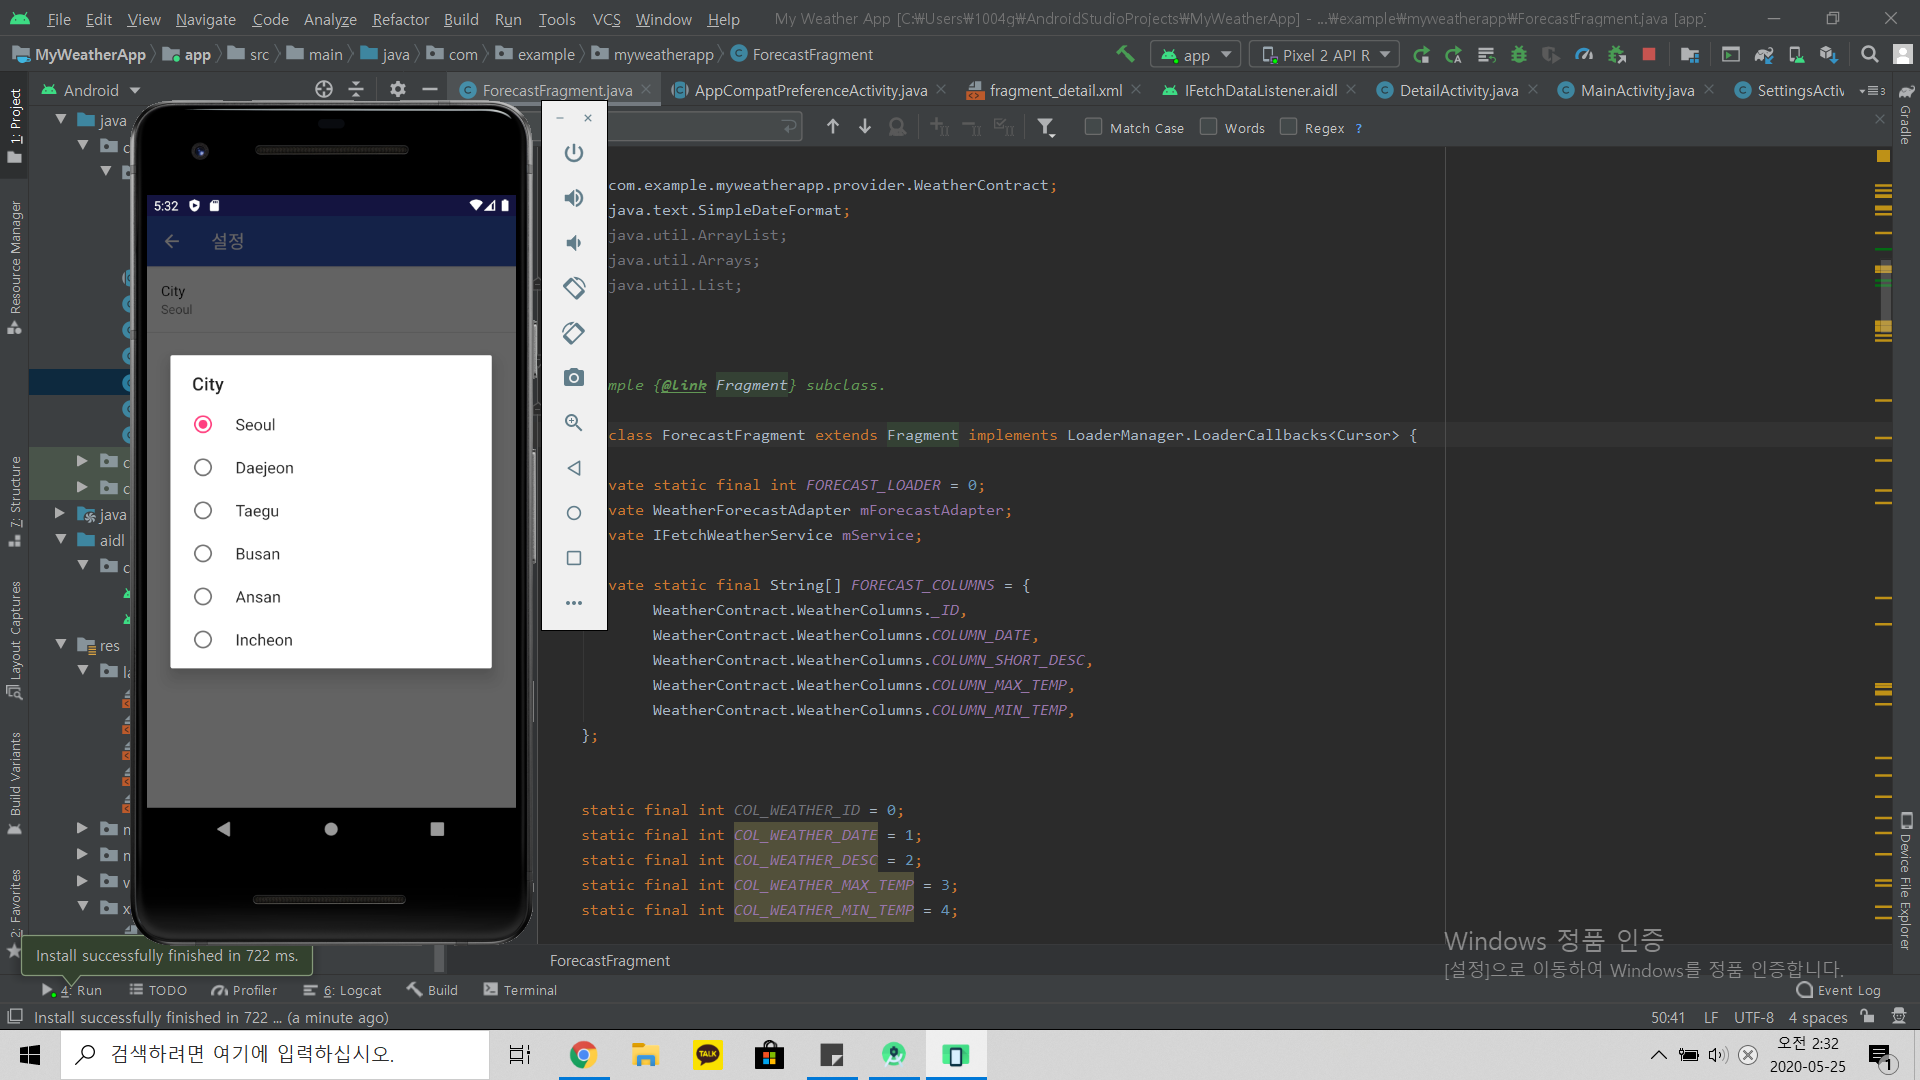 File Edit View Navigate Code Analyze Refactor Build Run Tools VCS Window Help My Weather App [C:₩Users₩1004g₩AndroidStudioProjects₩MyWeatherApp] - ...₩example₩myweatherapp₩ForecastFragment.java [app]
MyWeatherApp app src main java com example myweatherapp ForecastFragment app Pixel 2 API R
Android ForecastFragment.java AppCompatPreferenceActivity.java fragment_detail.xml IFetchDataListener.aidl DetailActivity.java MainActivity.java SettingsActiv
Match Case Words Regex ?
1: Project
Resource Manager
7: Structure
Layout Captures
Build Variants
2: Favorites
Gradle
Device File Explorer
java
java
aidl
res
5:32
설정
City
Seoul
City
Seoul
Daejeon
Taegu
Busan
Ansan
Incheon
com.example.myweatherapp.provider.WeatherContract;
java.text.SimpleDateFormat;
java.util.ArrayList;
java.util.Arrays;
java.util.List;
mple {@link Fragment} subclass.
class ForecastFragment extends Fragment implements LoaderManager.LoaderCallbacks<Cursor> {
vate static final int FORECAST_LOADER = 0;
vate WeatherForecastAdapter mForecastAdapter;
vate IFetchWeatherService mService;
vate static final String[] FORECAST_COLUMNS = {
WeatherContract.WeatherColumns._ID,
WeatherContract.WeatherColumns.COLUMN_DATE,
WeatherContract.WeatherColumns.COLUMN_SHORT_DESC,
WeatherContract.WeatherColumns.COLUMN_MAX_TEMP,
WeatherContract.WeatherColumns.COLUMN_MIN_TEMP,
};
static final int COL_WEATHER_ID = 0;
static final int COL_WEATHER_DATE = 1;
static final int COL_WEATHER_DESC = 2;
static final int COL_WEATHER_MAX_TEMP = 3;
static final int COL_WEATHER_MIN_TEMP = 4;
Windows 정품 인증
[설정]으로 이동하여 Windows를 정품 인증합니다.
Install successfully finished in 722 ms.
ForecastFragment
4: Run TODO Profiler 6: Logcat Build Terminal Event Log
Install successfully finished in 722 ... (a minute ago) 50:41 LF UTF-8 4 spaces
검색하려면 여기에 입력하십시오.
TALK
오전 2:32
2020-05-25
1